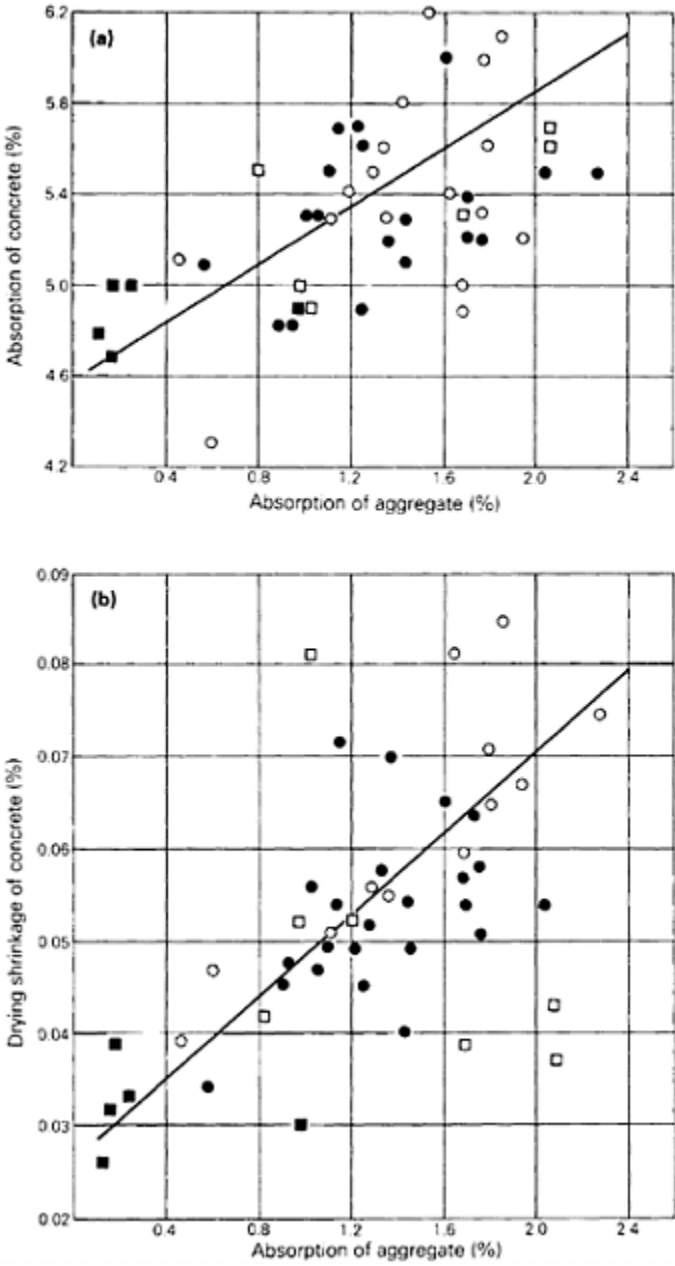 6.2
(a)
5.8
5.4
5.0
4.6
4.2
Absorption of concrete (%)
0.4 0.8 1.2 1.6 2.0 2.4
Absorption of aggregate (%)
0.09
(b)
0.08
0.07
0.06
0.05
0.04
0.03
0.02
Drying shrinkage of concrete (%)
0.4 0.8 1.2 1.6 2.0 2.4
Absorption of aggregate (%)